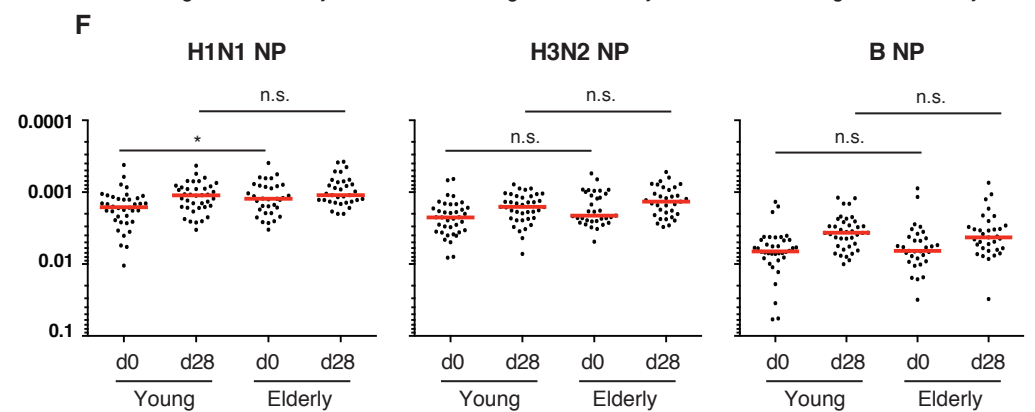 F
H1N1 NP
H3N2 NP
B NP
n.s.
n.s.
n.s.
*
n.s.
n.s.
0.0001
0.001
0.01
0.1
d0 d28 d0 d28
d0 d28 d0 d28
d0 d28 d0 d28
Young Elderly
Young Elderly
Young Elderly